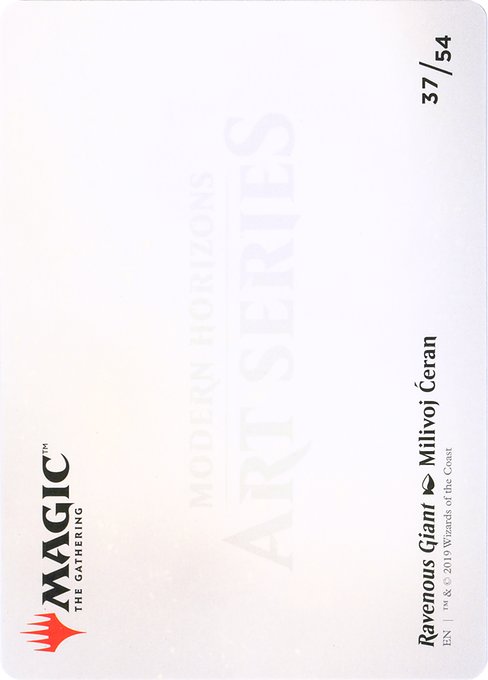 MAGIC™
THE GATHERING
MODERN HORIZONS
ART SERIES
37/54
Ravenous Giant Milivoj Ćeran
EN | ™ & © 2019 Wizards of the Coast